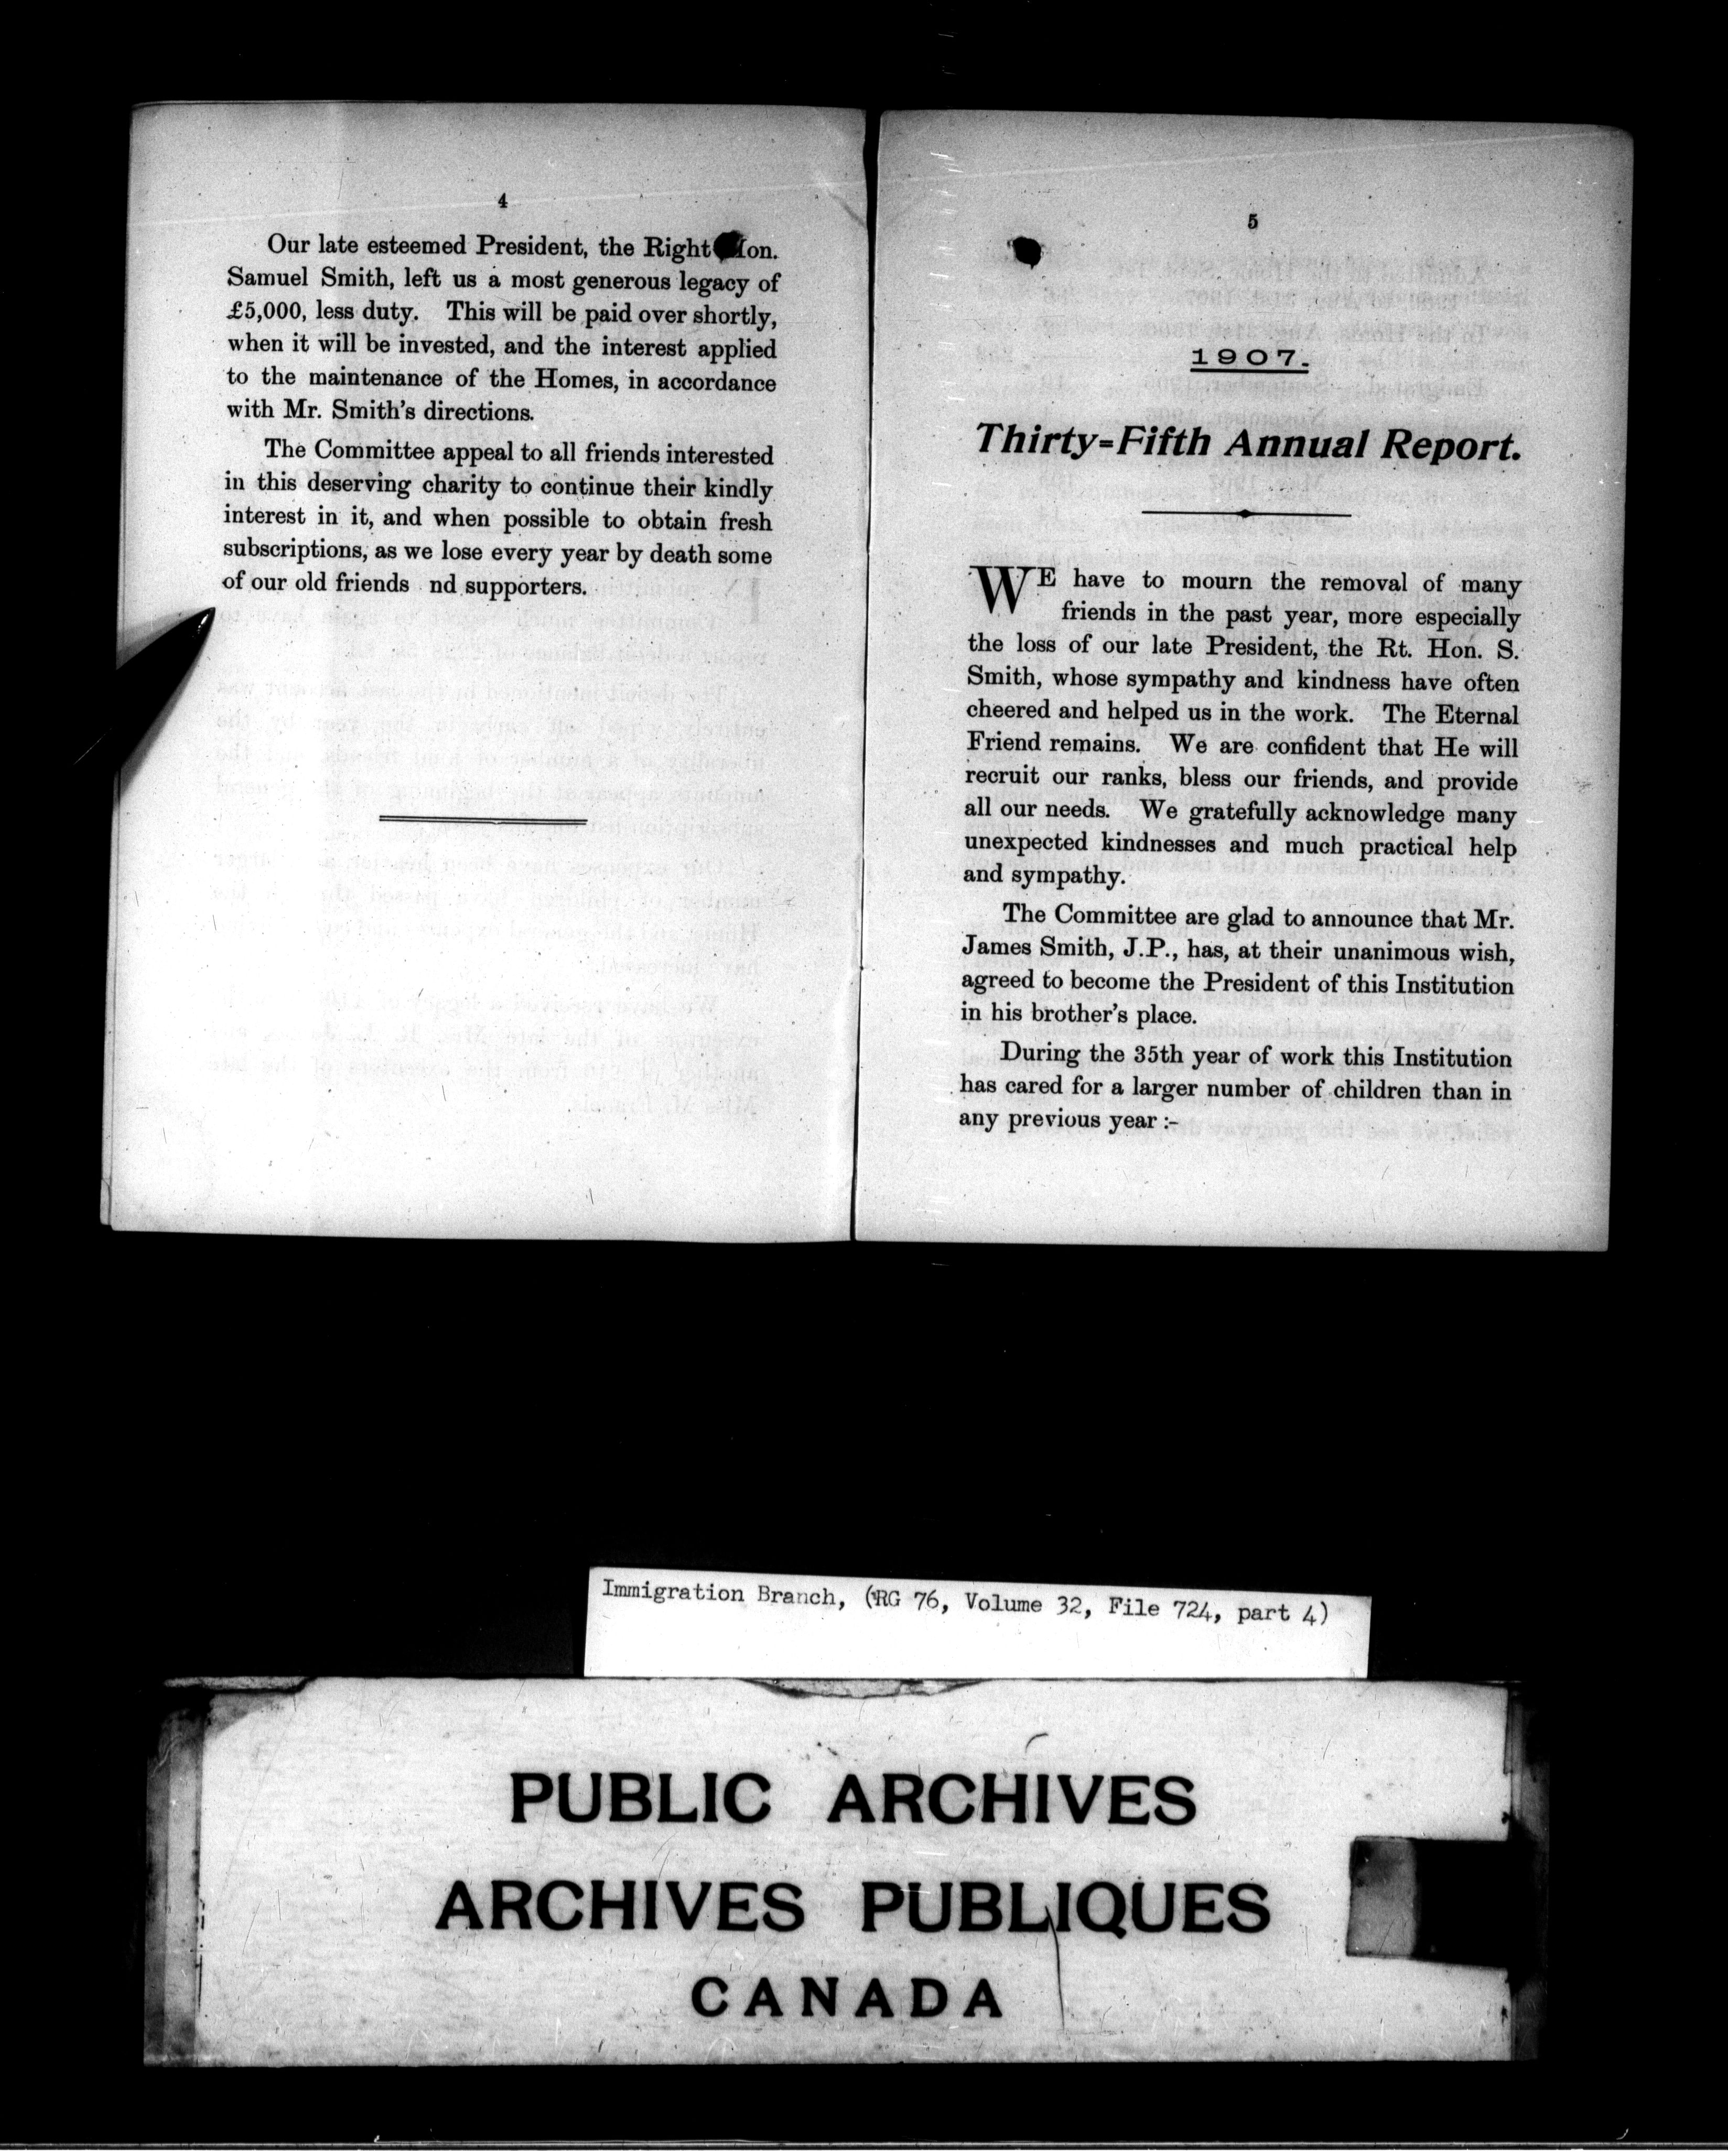 4
Our late esteemed President, the Right Hon.
Samuel Smith, left us a most generous legacy of
£5,000, less duty. This will be paid over shortly,
when it will be invested, and the interest applied
to the maintenance of the Homes, in accordance
with Mr. Smith's directions.
The Committee appeal to all friends interested
in this deserving charity to continue their kindly
interest in it, and when possible to obtain fresh
subscriptions, as we lose every year by death some
of our old friends nd supporters.
5
1907.
Thirty=Fifth Annual Report.
WE have to mourn the removal of many
friends in the past year, more especially
the loss of our late President, the Rt. Hon. S.
Smith, whose sympathy and kindness have often
cheered and helped us in the work. The Eternal
Friend remains. We are confident that He will
recruit our ranks, bless our friends, and provide
all our needs. We gratefully acknowledge many
unexpected kindnesses and much practical help
and sympathy.
The Committee are glad to announce that Mr.
James Smith, J.P., has, at their unanimous wish,
agreed to become the President of this Institution
in his brother's place.
During the 35th year of work this Institution
has cared for a larger number of children than in
any previous year :-
Immigration Branch, (RG 76, Volume 32, File 724, part 4)
PUBLIC ARCHIVES
ARCHIVES PUBLIQUES
CANADA